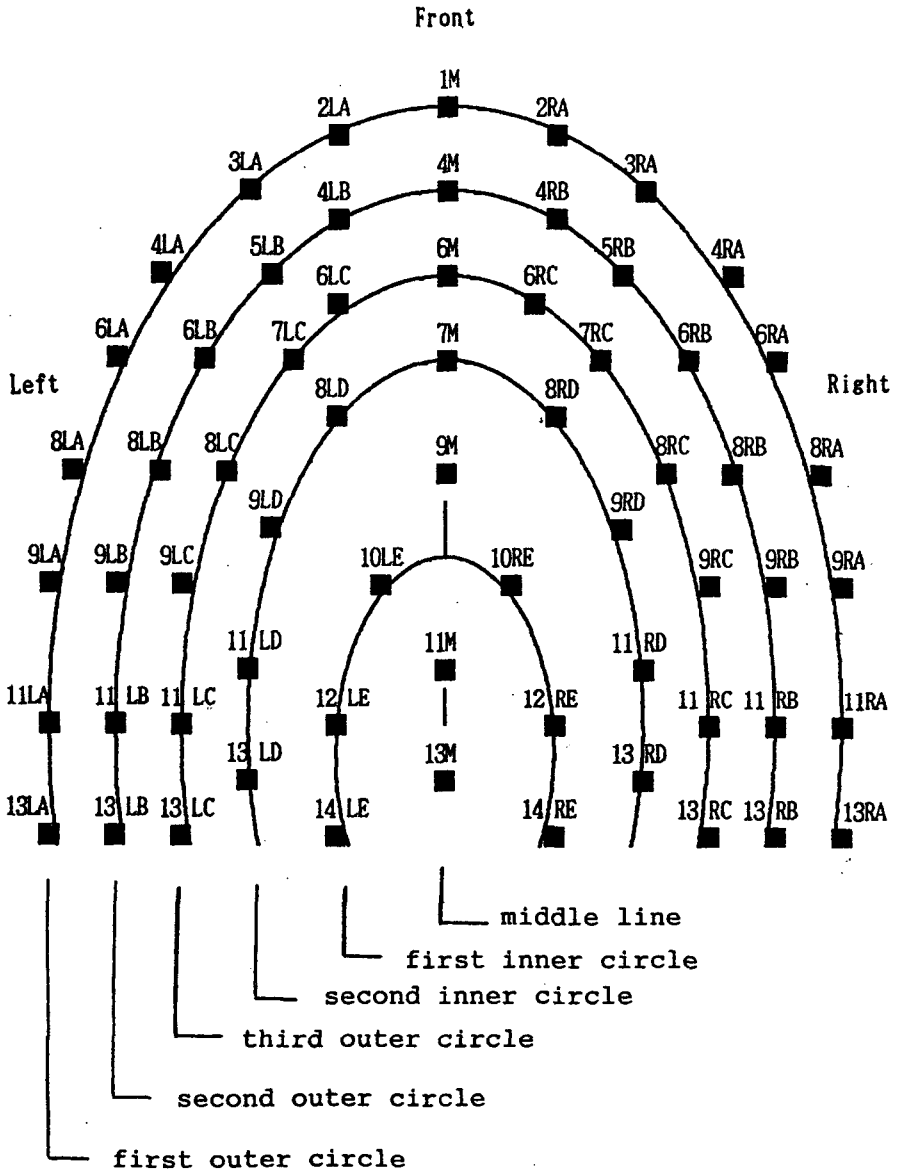 Front
1M
2LA 2RA
3LA 4M 3RA
4LB 4RB
4LA 5LB 6M 5RB 4RA
6LC 6RC
6LA 6LB 7LC 7M 7RC 6RB 6RA
Left Right
8LD 8RD
8LA 8LB 8LC 9M 8RC 8RB 8RA
9LD 9RD
9LA 9LB 9LC 10LE 10RE 9RC 9RB 9RA
11 LD 11M 11 RD
11LA 11 LB 11 LC 12 LE 12 RE 11 RC 11 RB 11RA
13 LD 13M 13 RD
13LA 13 LB 13 LC 14 LE 14 RE 13 RC 13 RB 13RA
middle line
first inner circle
second inner circle
third outer circle
second outer circle
first outer circle